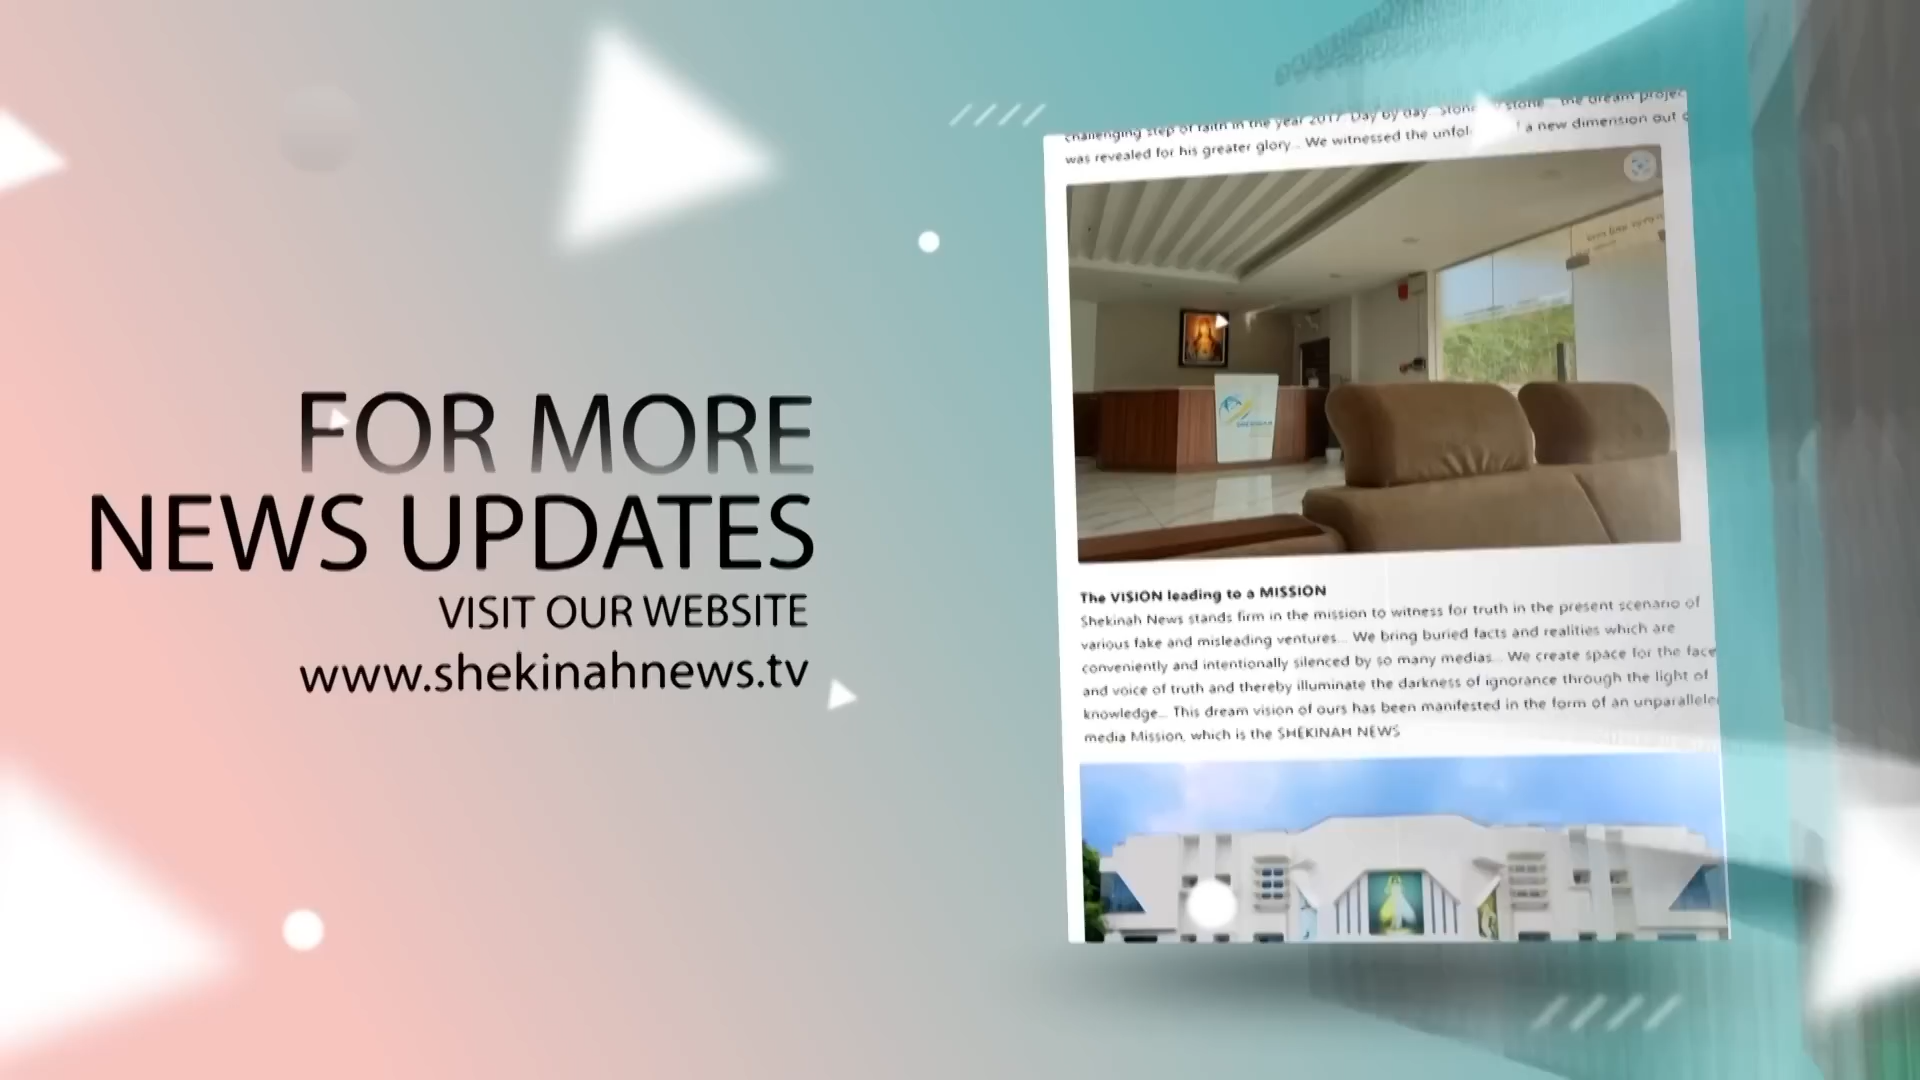 FOR MORE
NEWS UPDATES
VISIT OUR WEBSITE
www.shekinahnews.tv
challenging step of faith in the year 2017. Day by day... stone the dream
was revealed for his greater glory... We witnessed the a new dimension out
The VISION leading to a MISSION
Shekinah News stands firm in the mission to witness for truth in the present scenario of
various fake and misleading ventures... We bring buried facts and realities which are
conveniently and intentionally silenced by so many medias... We create space for the face
and voice of truth and thereby illuminate the darkness of ignorance through the light of
knowledge... This dream vision of ours has been manifested in the form of an
media Mission, which is the SHEKINAH NEWS